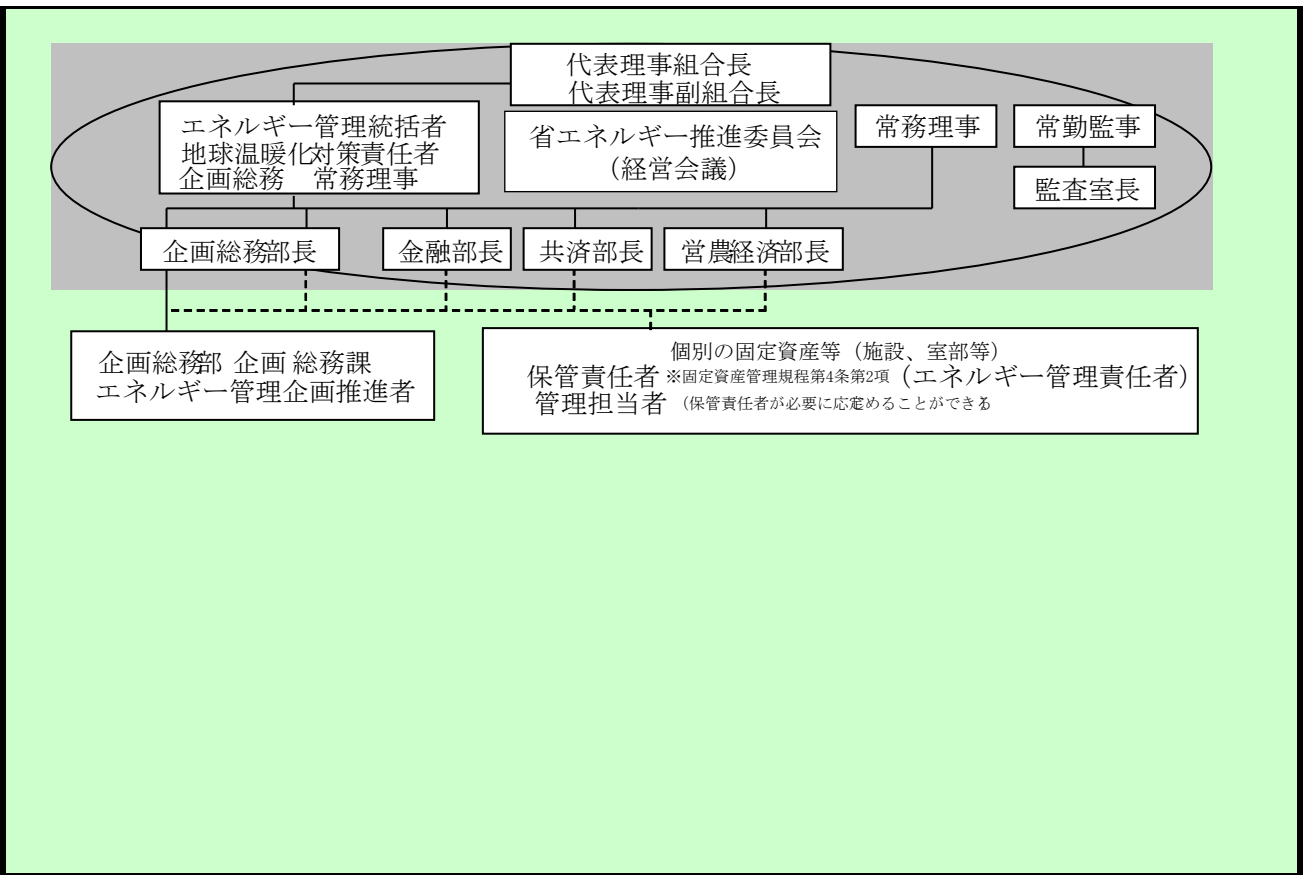 代表理事組合長
代表理事副組合長
エネルギー管理統括者
地球温暖化対策責任者
企画総務　常務理事
省エネルギー推進委員会
（経営会議）
常務理事
常勤監事
監査室長
企画総務部長
金融部長
共済部長
営農経済部長
企画総務部 企画総務課
エネルギー管理企画推進者
個別の固定資産等（施設、室部等）
保管責任者 ※固定資産管理規程第4条第2項（エネルギー管理責任者）
管理担当者 （保管責任者が必要に応定めることができる）